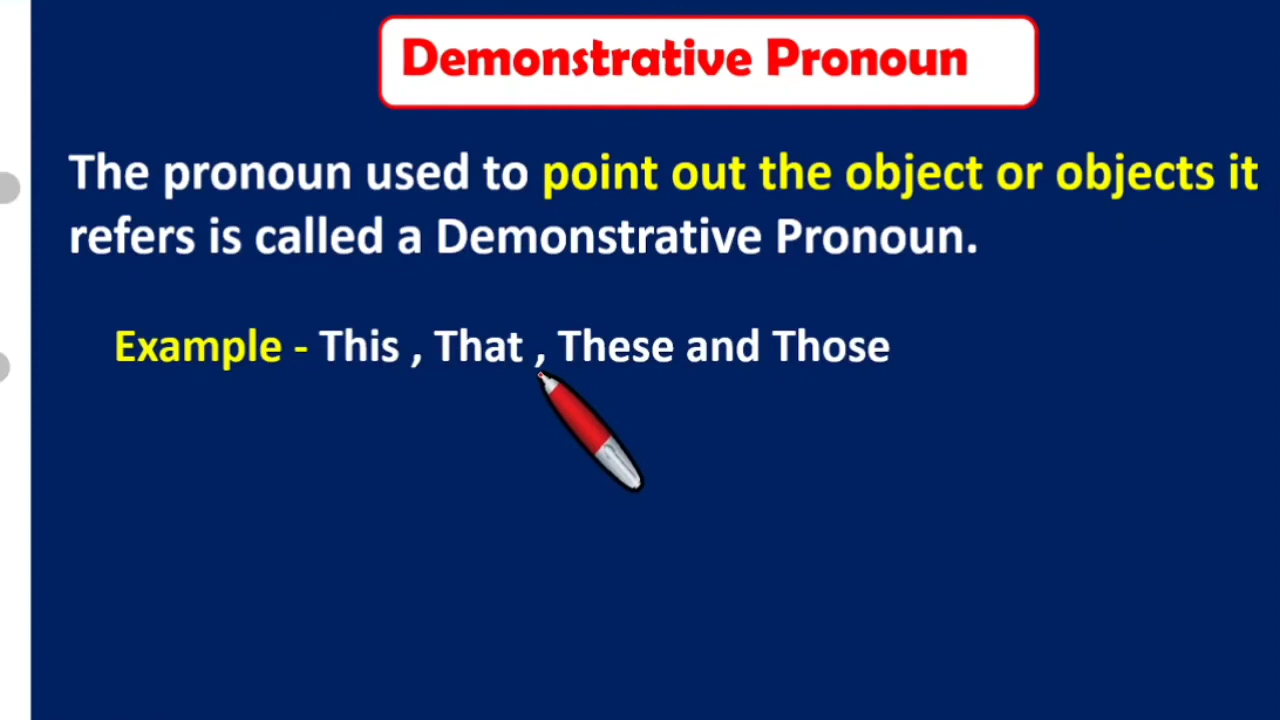 Demonstrative Pronoun
The pronoun used to point out the object or objects it
refers is called a Demonstrative Pronoun.
Example - This , That , These and Those